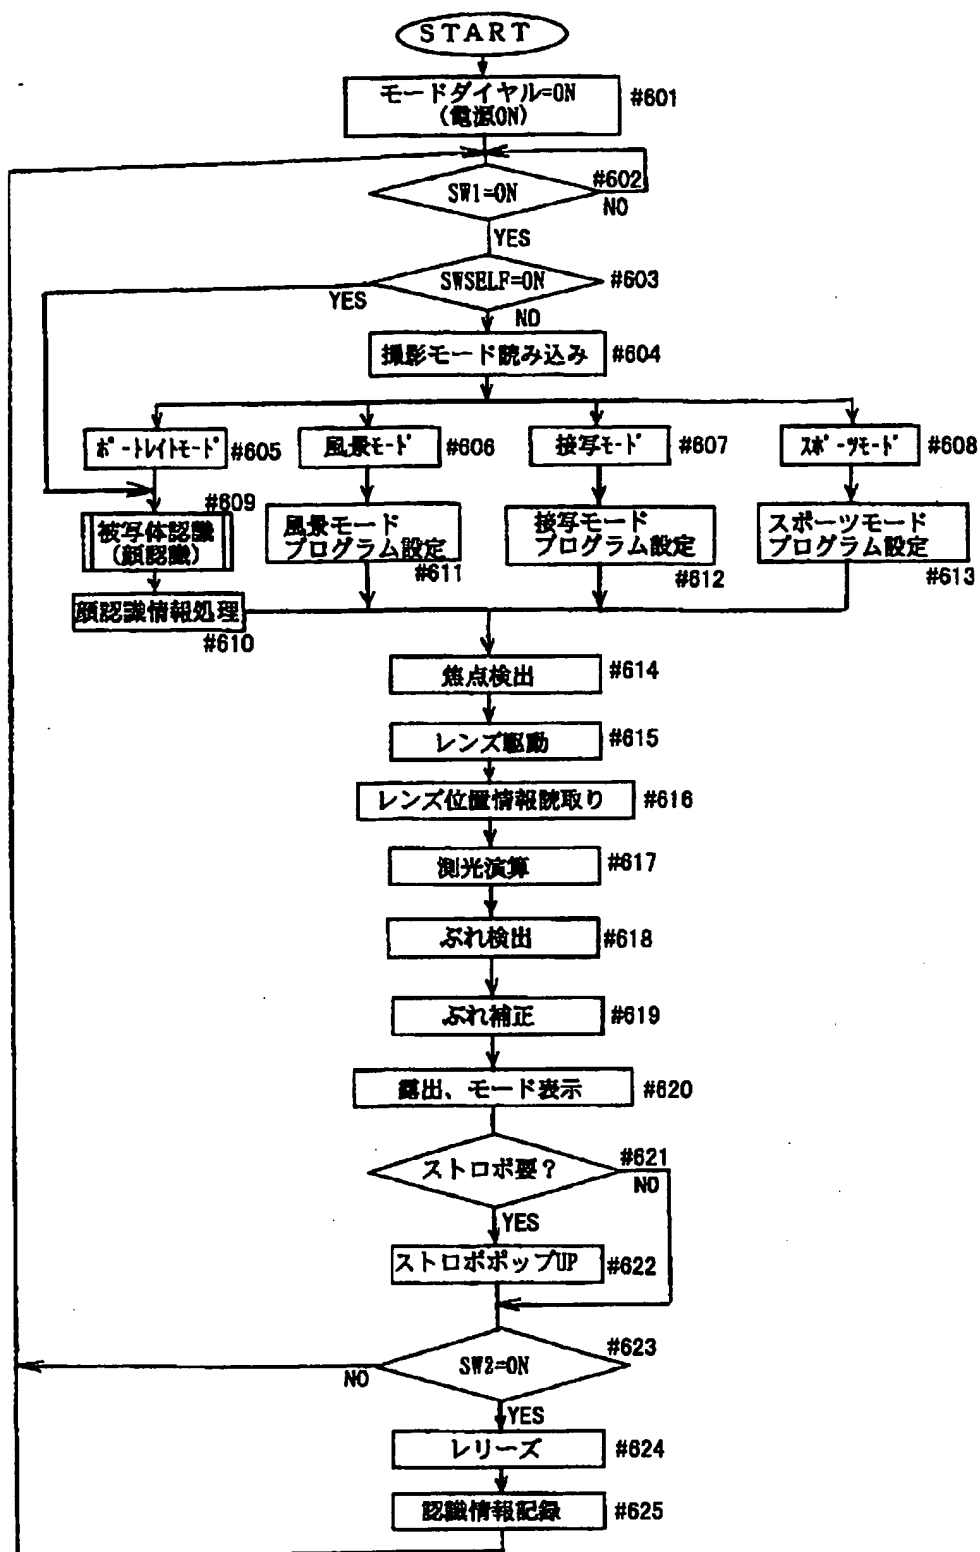 START
モードダイヤル=ON
(電源ON)
#601
SW1=ON
#602
NO
YES
SWSELF=ON
#603
YES
NO
撮影モード読み込み
#604
ポートレイトモード
#605
風景モード
#606
接写モード
#607
スポーツモード
#608
#609
被写体認識
(顔認識)
風景モード
プログラム設定
#611
接写モード
プログラム設定
#612
スポーツモード
プログラム設定
#613
顔認識情報処理
#610
焦点検出
#614
レンズ駆動
#615
レンズ位置情報読取り
#616
測光演算
#617
ぶれ検出
#618
ぶれ補正
#619
露出、モード表示
#620
ストロボ要?
#621
NO
YES
ストロボポップUP
#622
SW2=ON
#623
NO
YES
レリーズ
#624
認識情報記録
#625